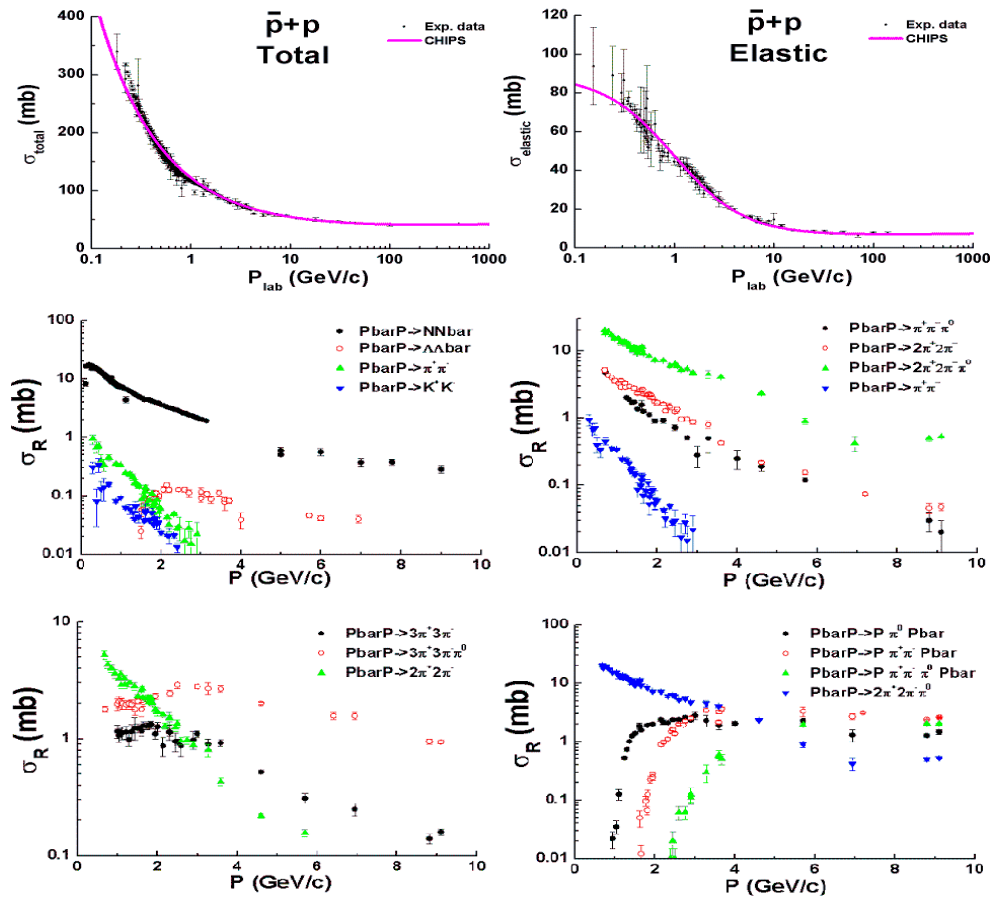 p̄+p
Total
Exp. data
CHIPS
σtotal (mb)
400
300
200
100
0
0.1
1
10
100
1000
Plab (GeV/c)
p̄+p
Elastic
Exp. data
CHIPS
σelastic (mb)
120
100
80
60
40
20
0
0.1
1
10
100
1000
Plab (GeV/c)
PbarP->NNbar
PbarP->ΛΛbar
PbarP->π⁺π⁻
PbarP->K⁺K⁻
σR (mb)
100
10
1
0.1
0.01
0
2
4
6
8
10
P (GeV/c)
PbarP->π⁺π⁻π⁰
PbarP->2π⁺2π⁻
PbarP->2π⁺2π⁻π⁰
PbarP->π⁺π⁻
σR (mb)
10
1
0.1
0.01
0
2
4
6
8
10
P (GeV/c)
PbarP->3π⁺3π⁻
PbarP->3π⁺3π⁻π⁰
PbarP->2π⁺2π⁻
σR (mb)
10
1
0.1
0
2
4
6
8
10
P (GeV/c)
PbarP->P π⁰ Pbar
PbarP->P π⁺π⁻ Pbar
PbarP->P π⁺π⁻π⁰ Pbar
PbarP->2π⁺2π⁻π⁰
σR (mb)
100
10
1
0.1
0.01
0
2
4
6
8
10
P (GeV/c)